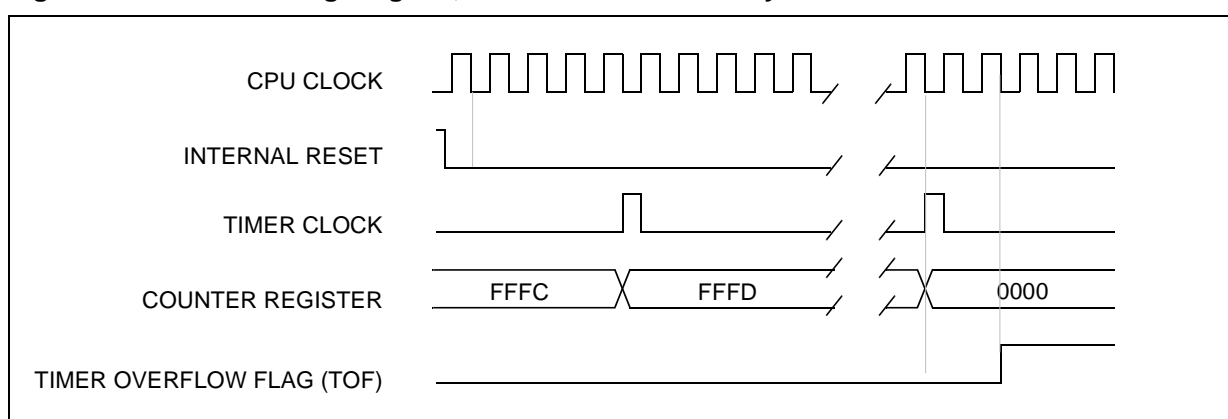 CPU CLOCK
INTERNAL RESET
TIMER CLOCK
COUNTER REGISTER FFFC FFFD 0000
TIMER OVERFLOW FLAG (TOF)